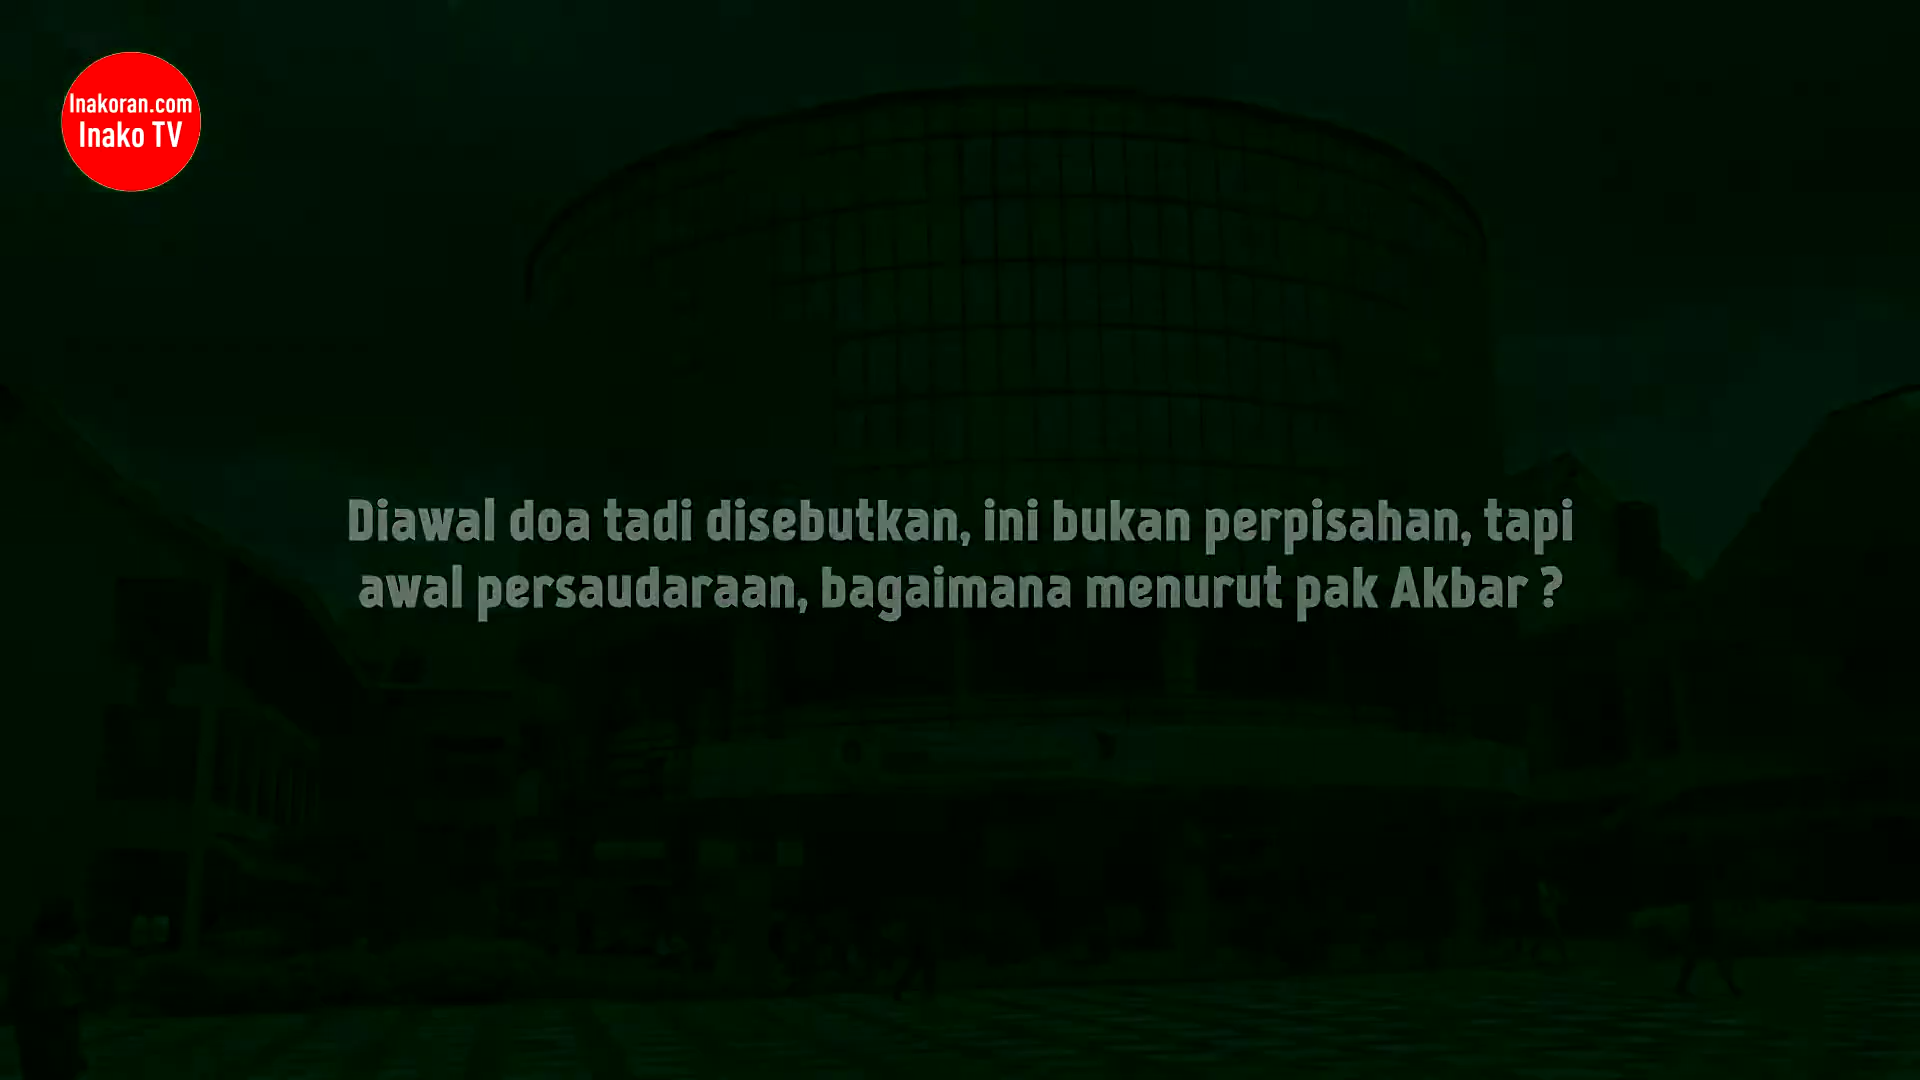 Inakoran.com
Inako TV
Diawal doa tadi disebutkan, ini bukan perpisahan, tapi
awal persaudaraan, bagaimana menurut pak Akbar ?